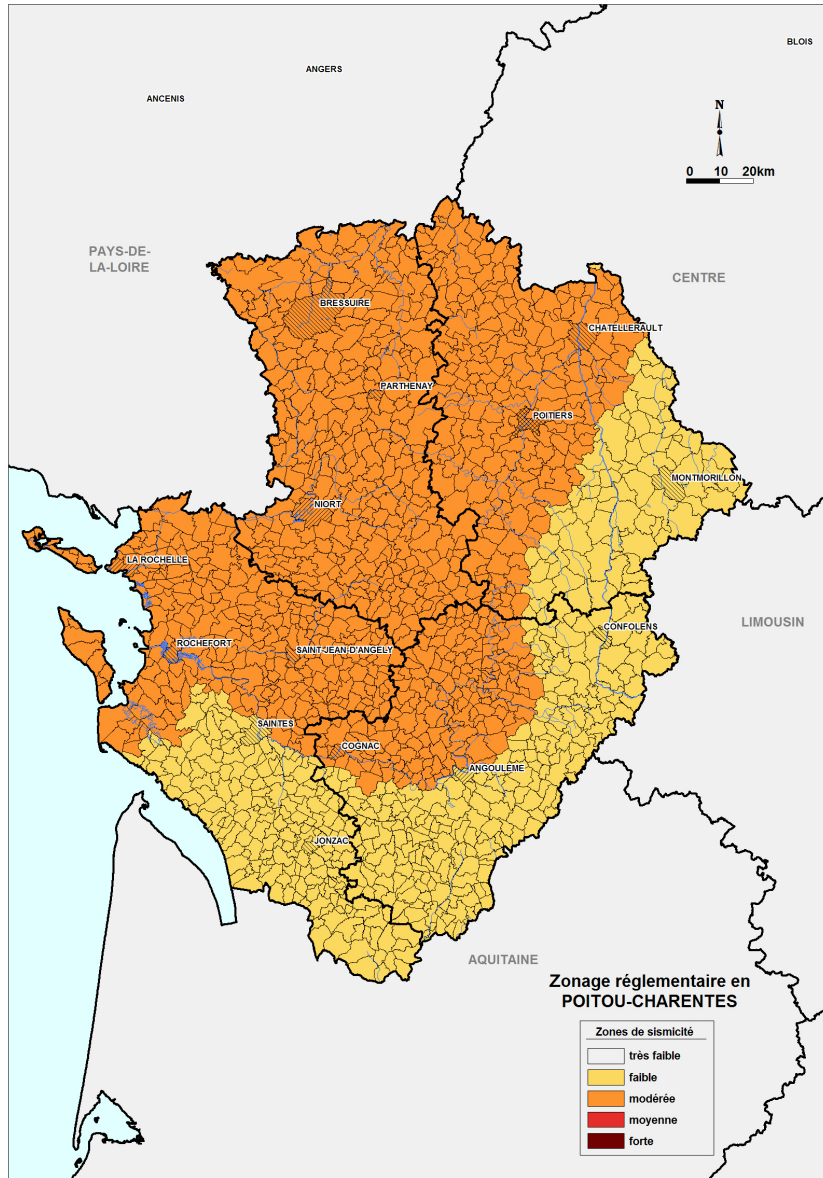 BLOIS
ANGERS
ANCENIS
N
0 10 20km
PAYS-DE-
LA-LOIRE
CENTRE
BRESSUIRE
CHATELLERAULT
PARTHENAY
POITIERS
MONTMORILLON
NIORT
LA ROCHELLE
LIMOUSIN
CONFOLENS
ROCHEFORT
SAINT-JEAN-D'ANGELY
SAINTES
COGNAC
ANGOULEME
JONZAC
AQUITAINE
Zonage réglementaire en
POITOU-CHARENTES
Zones de sismicité
très faible
faible
modérée
moyenne
forte